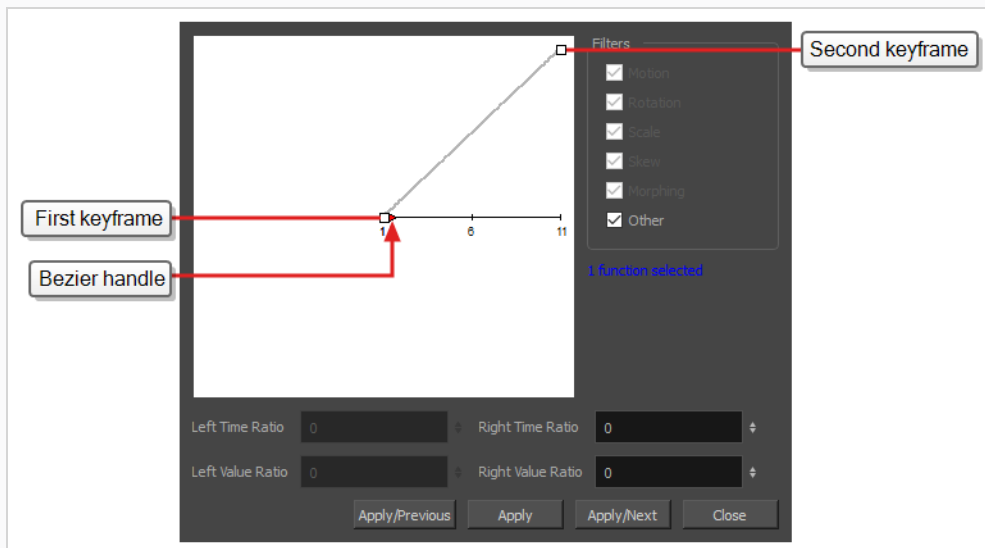 Second keyframe
Filters
Motion
Rotation
Scale
Skew
Morphing
Other
First keyframe
1 6 11
Bezier handle
1 function selected
Left Time Ratio 0 Right Time Ratio 0
Left Value Ratio 0 Right Value Ratio 0
Apply/Previous Apply Apply/Next Close